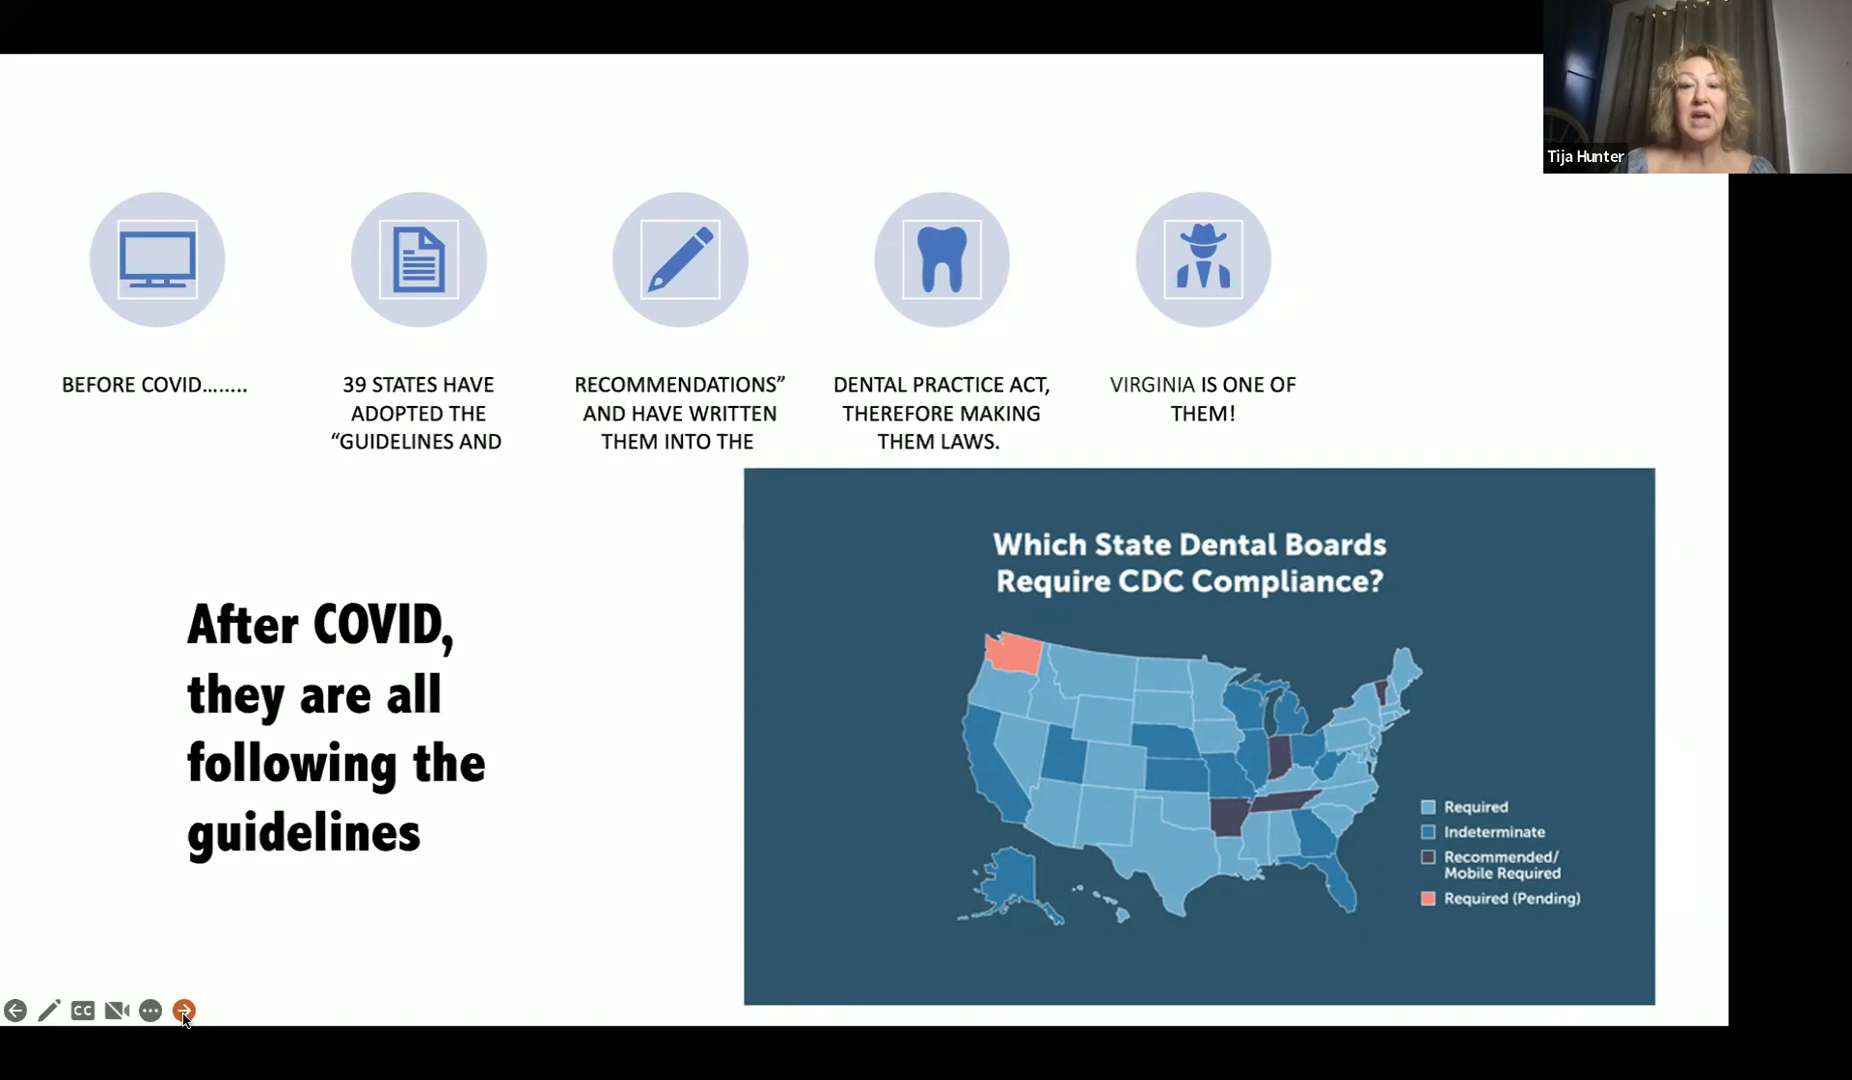 Tija Hunter
BEFORE COVID........
39 STATES HAVE
ADOPTED THE
“GUIDELINES AND
RECOMMENDATIONS”
AND HAVE WRITTEN
THEM INTO THE
DENTAL PRACTICE ACT,
THEREFORE MAKING
THEM LAWS.
VIRGINIA IS ONE OF
THEM!
After COVID,
they are all
following the
guidelines
Which State Dental Boards
Require CDC Compliance?
Required
Indeterminate
Recommended/
Mobile Required
Required (Pending)
CC